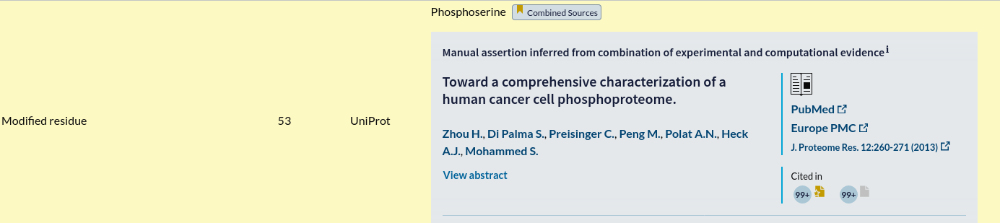 Phosphoserine Combined Sources
Manual assertion inferred from combination of experimental and computational evidence i
Toward a comprehensive characterization of a
human cancer cell phosphoproteome.
PubMed
Modified residue 53 UniProt
Europe PMC
Zhou H., Di Palma S., Preisinger C., Peng M., Polat A.N., Heck
A.J., Mohammed S.
J. Proteome Res. 12:260-271 (2013)
View abstract
Cited in
99+ 99+